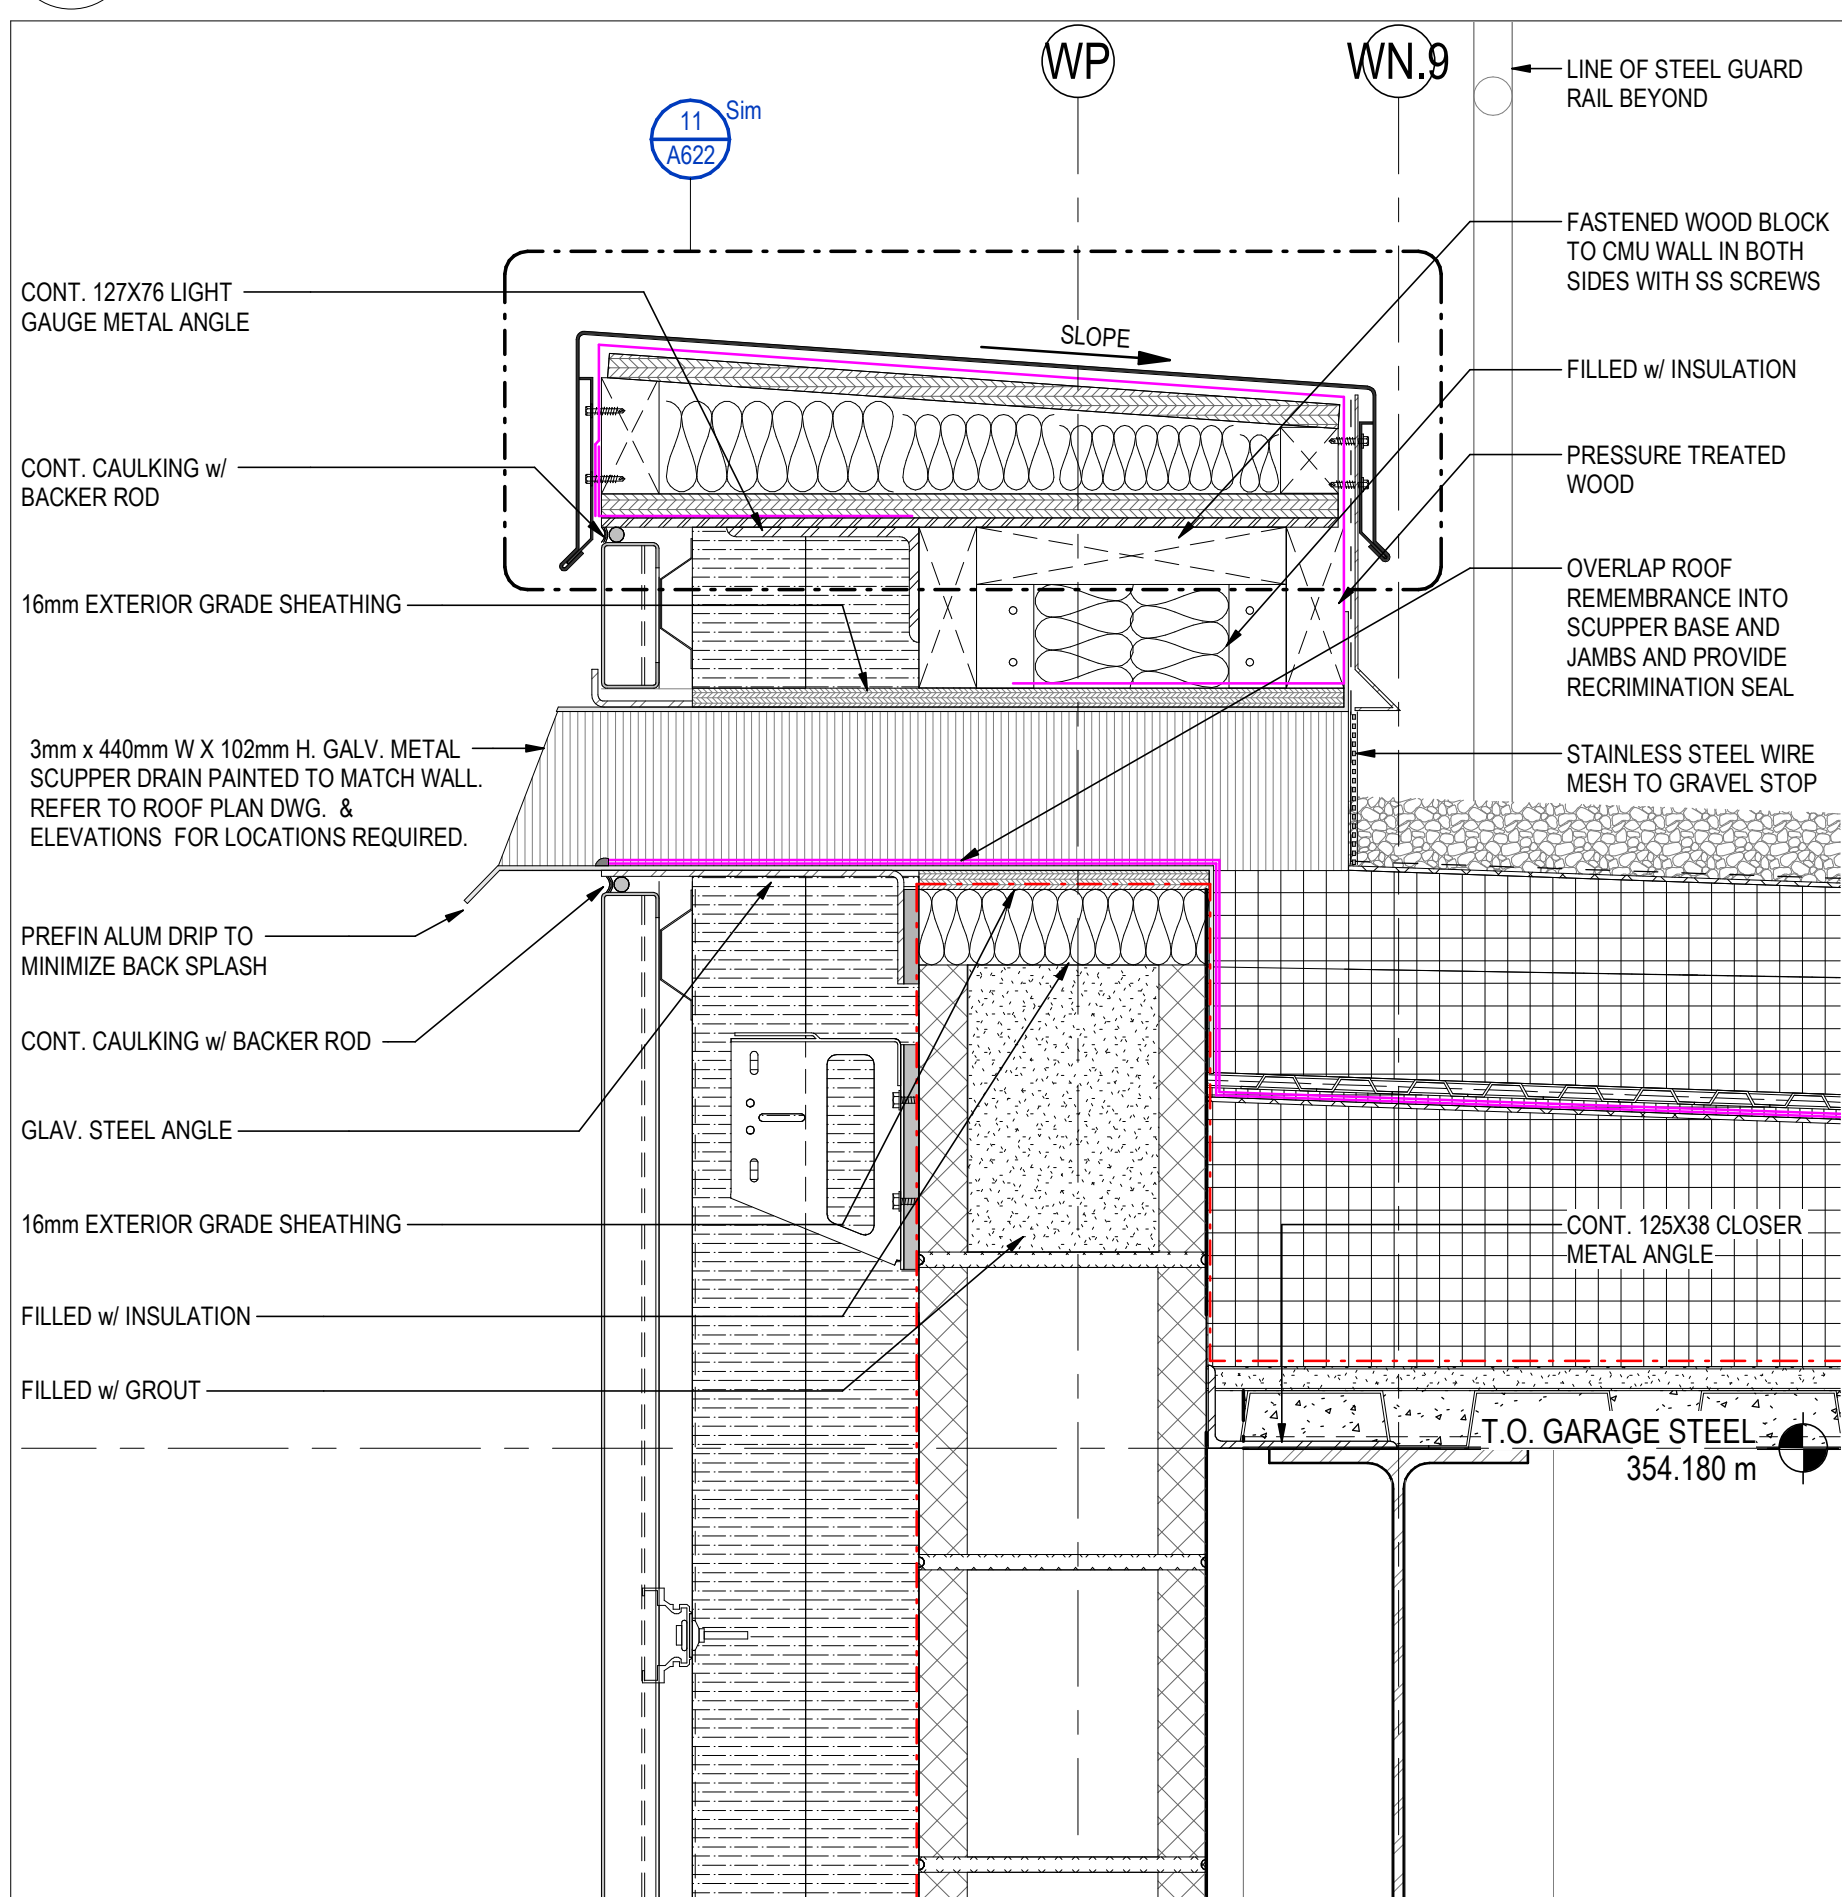 WP
WN.9
LINE OF STEEL GUARD
RAIL BEYOND
11
Sim
A622
FASTENED WOOD BLOCK
TO CMU WALL IN BOTH
SIDES WITH SS SCREWS
CONT. 127X76 LIGHT
GAUGE METAL ANGLE
SLOPE
FILLED w/ INSULATION
CONT. CAULKING w/
BACKER ROD
PRESSURE TREATED
WOOD
16mm EXTERIOR GRADE SHEATHING
OVERLAP ROOF
REMEMBRANCE INTO
SCUPPER BASE AND
JAMBS AND PROVIDE
RECRIMINATION SEAL
3mm x 440mm W X 102mm H. GALV. METAL
SCUPPER DRAIN PAINTED TO MATCH WALL.
REFER TO ROOF PLAN DWG. &
ELEVATIONS FOR LOCATIONS REQUIRED.
STAINLESS STEEL WIRE
MESH TO GRAVEL STOP
PREFIN ALUM DRIP TO
MINIMIZE BACK SPLASH
CONT. CAULKING w/ BACKER ROD
GLAV. STEEL ANGLE
16mm EXTERIOR GRADE SHEATHING
CONT. 125X38 CLOSER
METAL ANGLE
FILLED w/ INSULATION
FILLED w/ GROUT
T.O. GARAGE STEEL
354.180 m